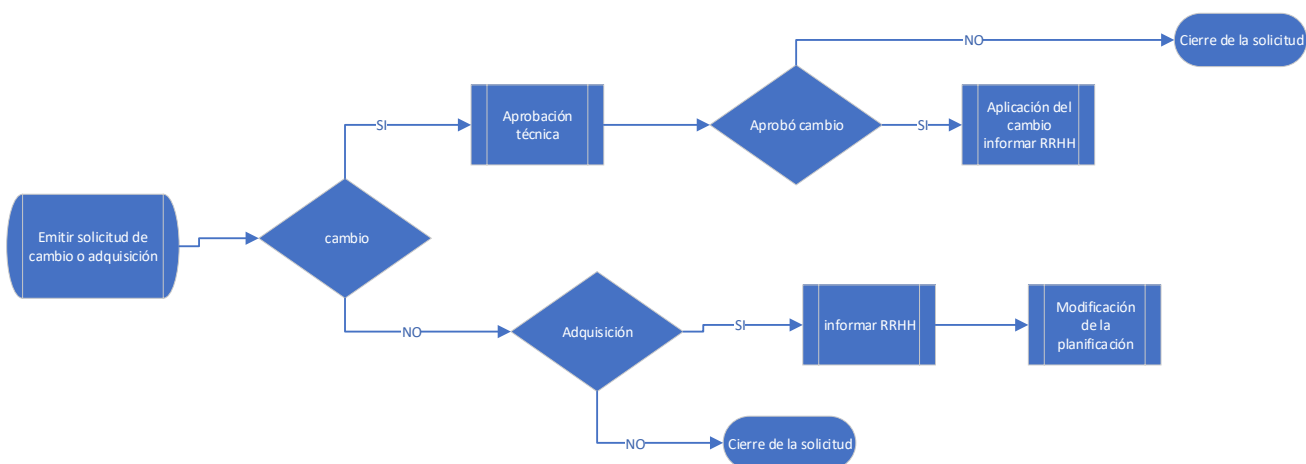 NO
Cierre de la solicitud
SI
Aprobación
técnica
Aprobó cambio
SI
Aplicación del
cambio
informar RRHH
Emitir solicitud de
cambio o adquisición
cambio
NO
Adquisición
SI
informar RRHH
Modificación
de la
planificación
NO
Cierre de la solicitud